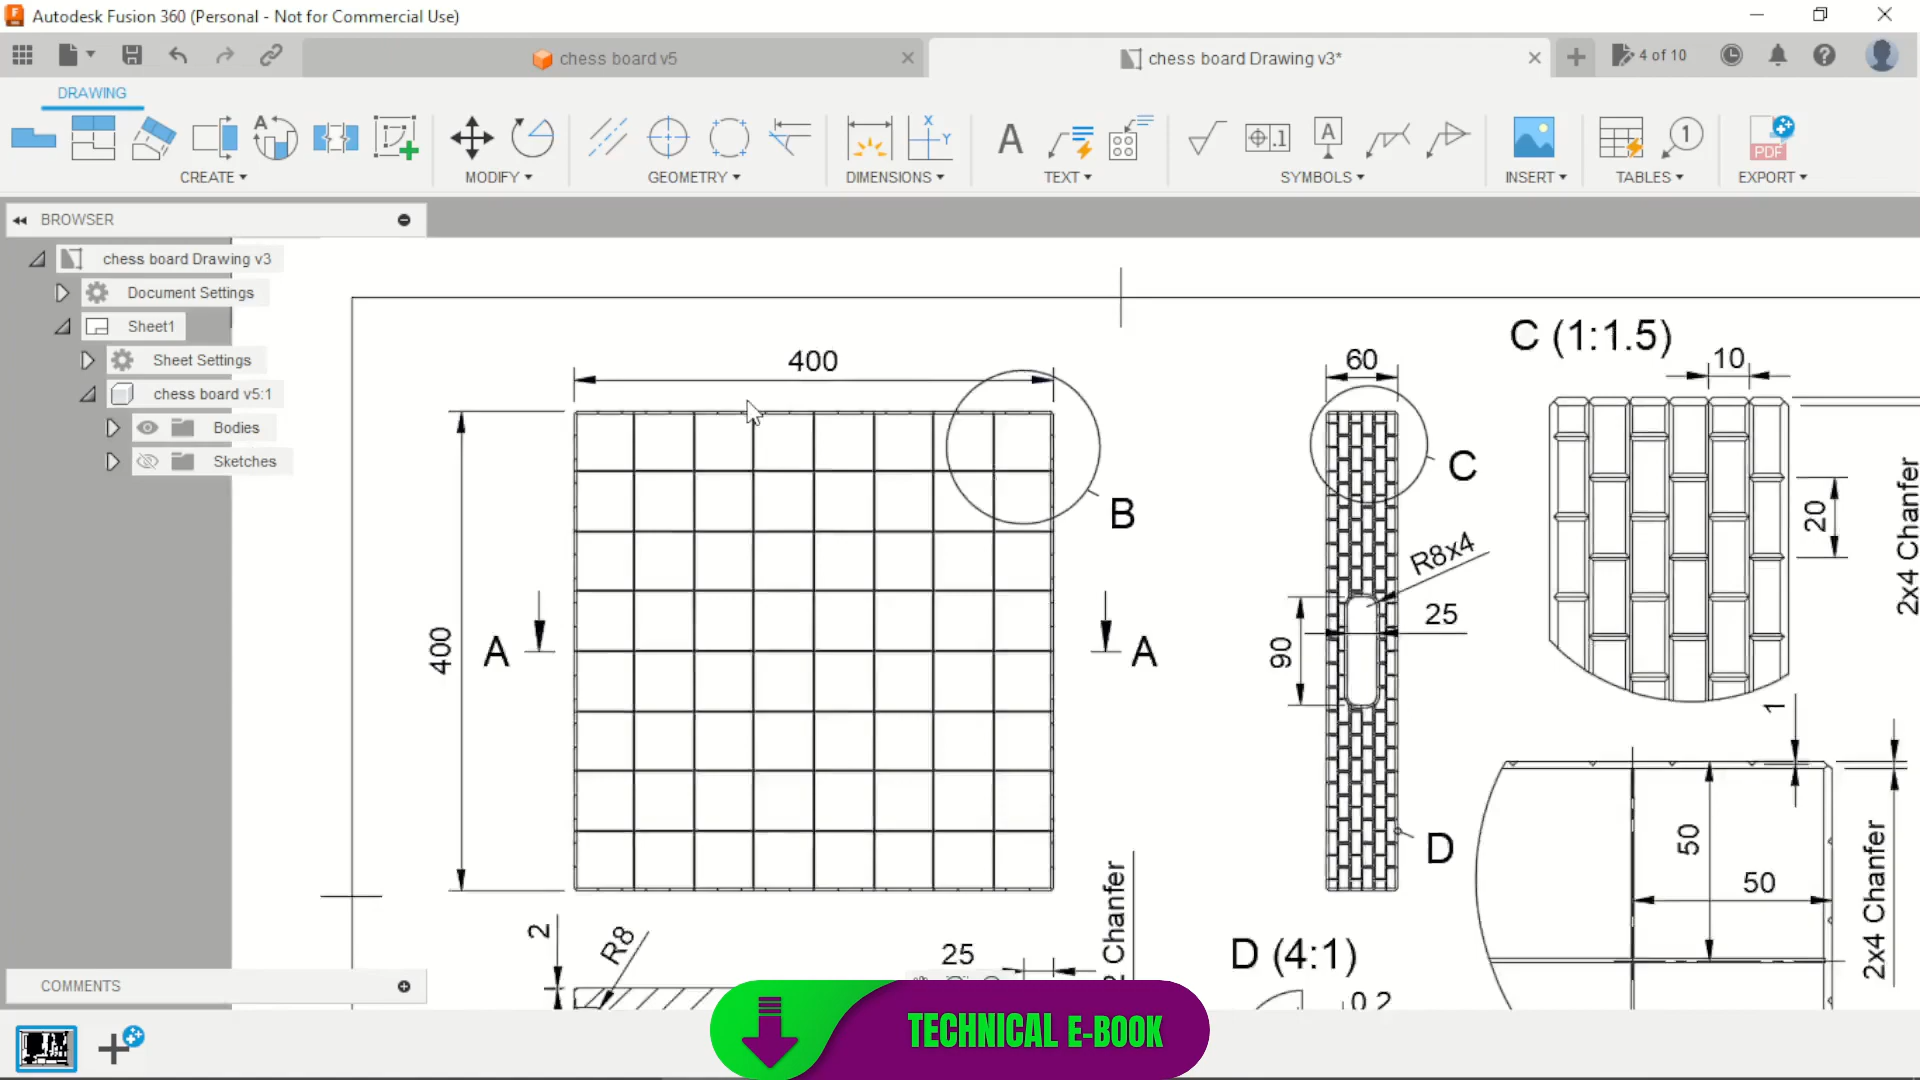 Autodesk Fusion 360 (Personal - Not for Commercial Use)
chess board v5
chess board Drawing v3*
4 of 10
DRAWING
CREATE
MODIFY
GEOMETRY
DIMENSIONS
TEXT
SYMBOLS
INSERT
TABLES
EXPORT
BROWSER
chess board Drawing v3
Document Settings
Sheet1
Sheet Settings
chess board v5:1
Bodies
Sketches
400
400
A
A
B
60
C
R8x4
25
90
D
C (1:1.5)
10
20
2x4 Chanfer
1
50
50
2x4 Chanfer
2
R8
25
2 Chanfer
D (4:1)
0.2
COMMENTS
TECHNICAL E-BOOK